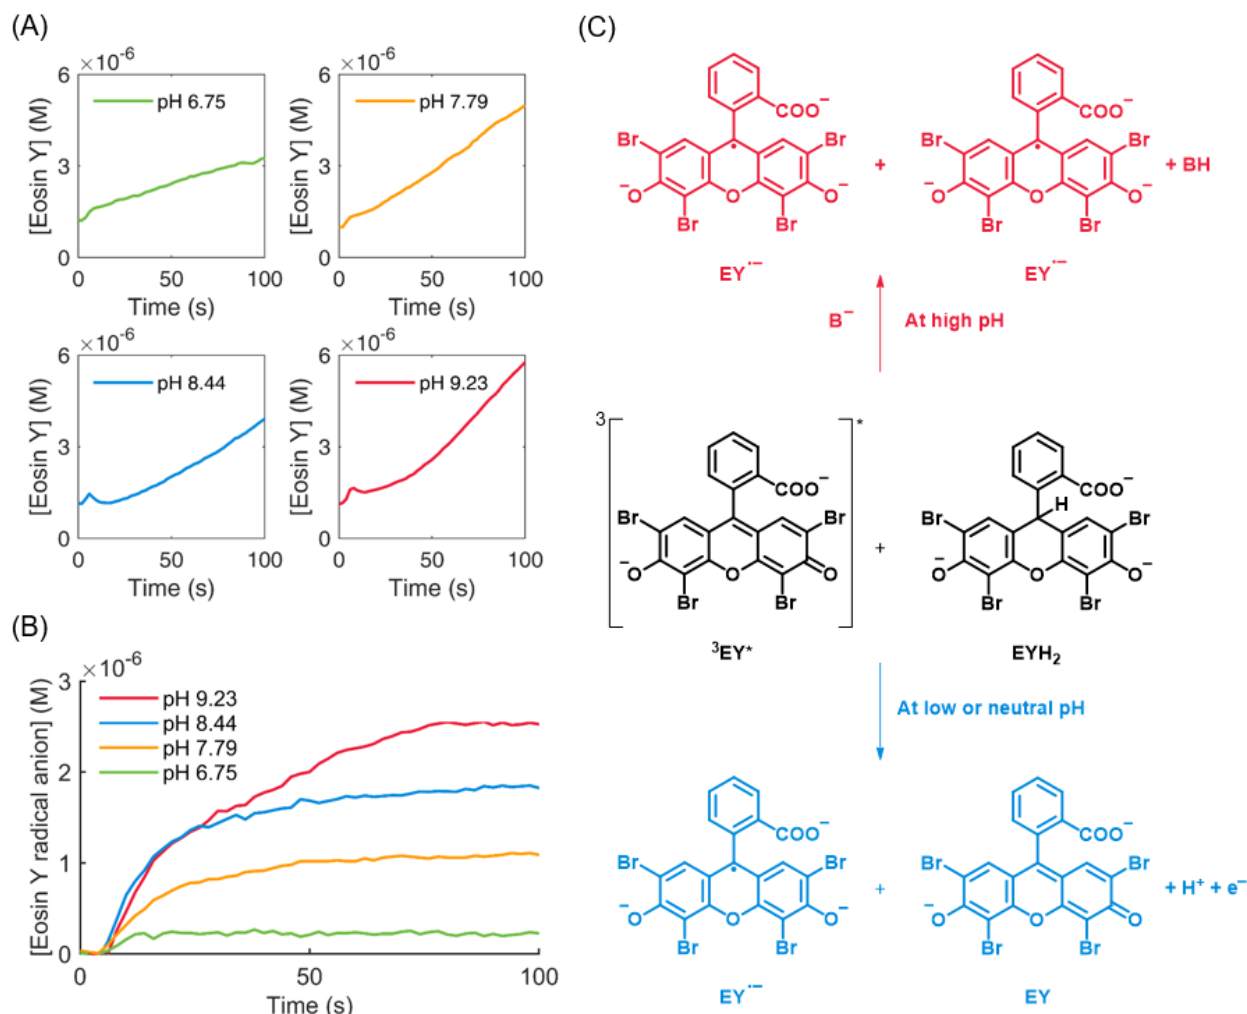 (A)
×10⁻⁶
[Eosin Y] (M)
6
3
0
pH 6.75
0
50
100
Time (s)
×10⁻⁶
[Eosin Y] (M)
6
3
0
pH 7.79
0
50
100
Time (s)
×10⁻⁶
[Eosin Y] (M)
6
3
0
pH 8.44
0
50
100
Time (s)
×10⁻⁶
[Eosin Y] (M)
6
3
0
pH 9.23
0
50
100
Time (s)
(B)
×10⁻⁶
[Eosin Y radical anion] (M)
3
2
1
0
pH 9.23
pH 8.44
pH 7.79
pH 6.75
0
50
100
Time (s)
(C)
COO⁻
Br
Br
⁻O
O
O⁻
Br
Br
EY•⁻
+
COO⁻
Br
Br
⁻O
O
O⁻
Br
Br
EY•⁻
+ BH
B⁻
At high pH
3
*
COO⁻
Br
Br
⁻O
O
O
Br
Br
³EY*
+
COO⁻
H
Br
Br
⁻O
O
O⁻
Br
Br
EYH₂
At low or neutral pH
COO⁻
Br
Br
⁻O
O
O⁻
Br
Br
EY•⁻
+
COO⁻
Br
Br
⁻O
O
O
Br
Br
EY
+ H⁺ + e⁻